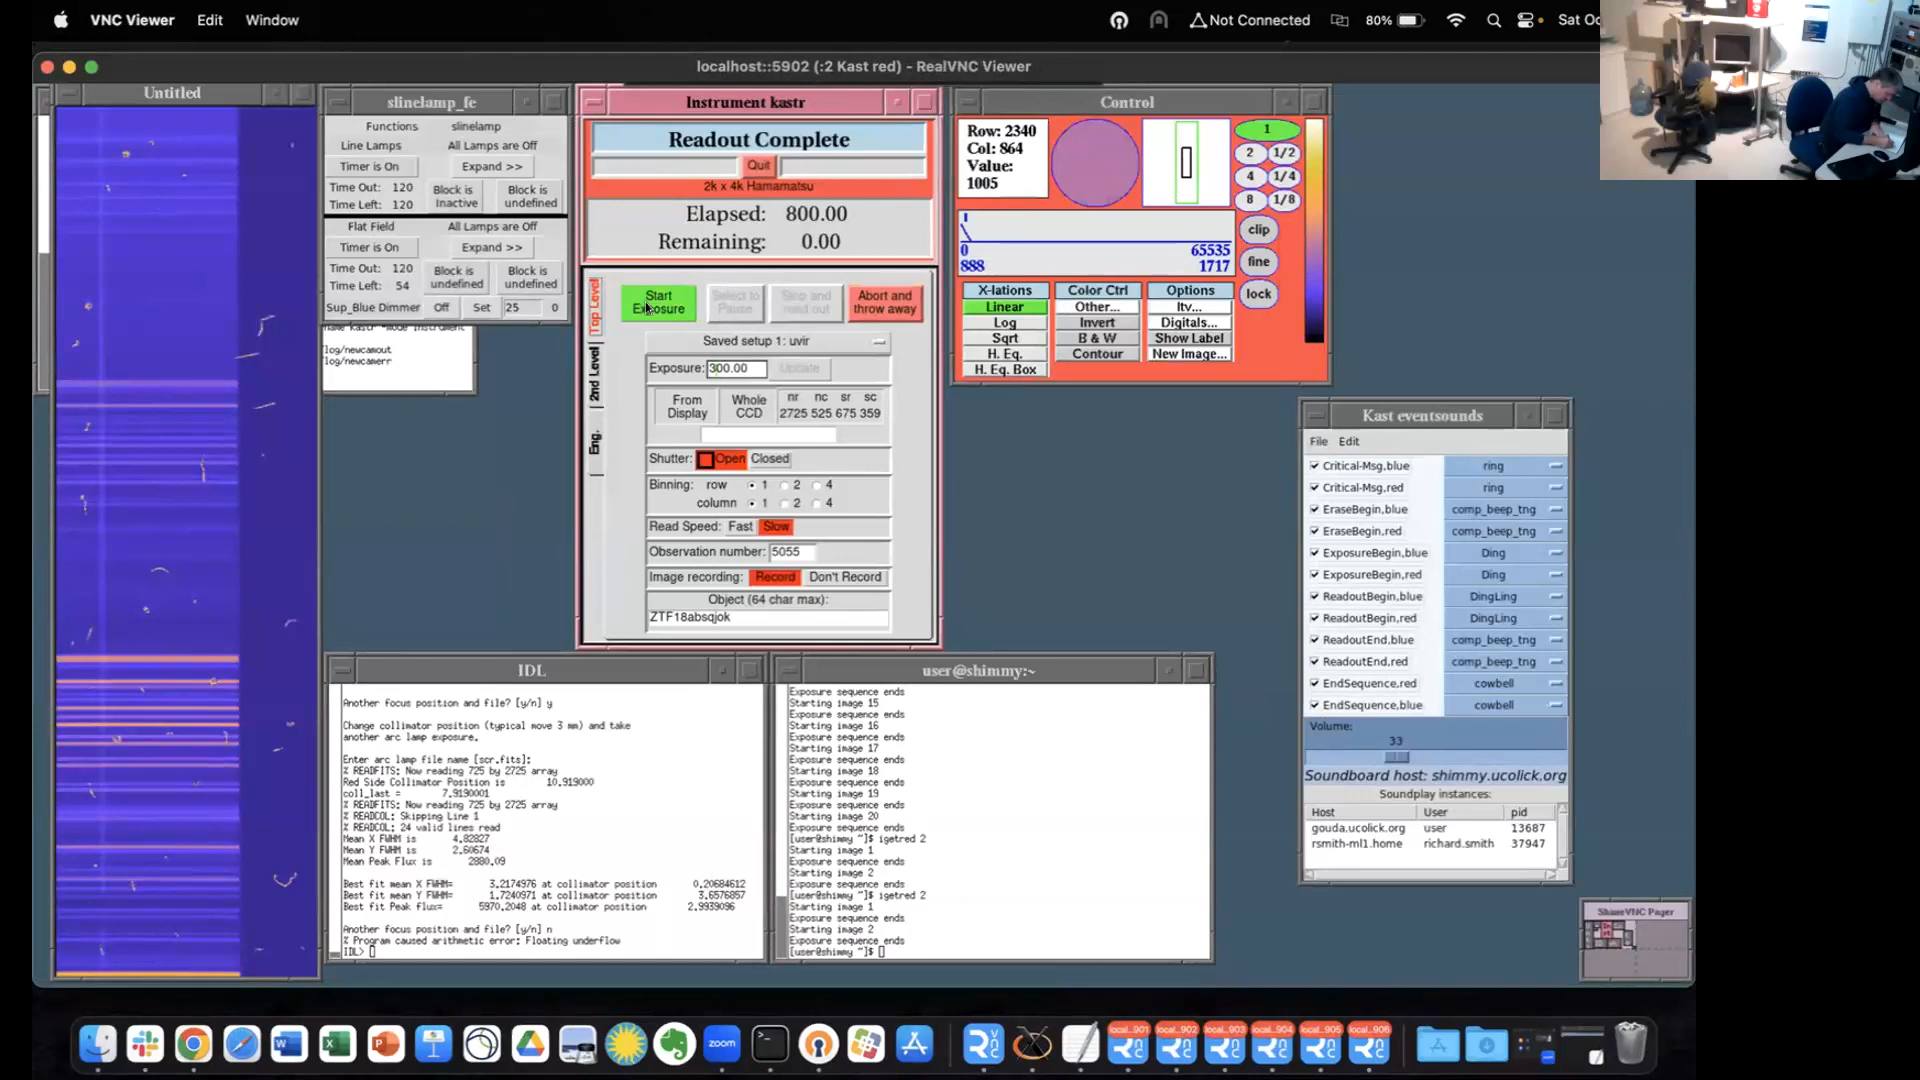 VNC Viewer Edit Window
Not Connected 80% Sat Oc
localhost::5902 (:2 Kast red) - RealVNC Viewer
Untitled
slinelamp_fe
Functions slinelamp
Line Lamps All Lamps are Off
Timer is On Expand >>
Time Out: 120
Time Left: 120
Block is Inactive
Block is undefined
Flat Field All Lamps are Off
Timer is On Expand >>
Time Out: 120
Time Left: 54
Block is undefined
Block is undefined
Sup_Blue Dimmer Off Set 25 0
name kastr -mode instrument
log/newcamout
log/newcamerr
Instrument kastr
Readout Complete
Quit
2k x 4k Hamamatsu
Elapsed: 800.00
Remaining: 0.00
Top Level
2nd Level
Eng.
Start Exposure
Select to Pause
Stop and read out
Abort and throw away
Saved setup 1: uvir
Exposure: 300.00 Update
From Display
Whole CCD
nr nc sr sc
2725 525 675 359
Shutter: Open Closed
Binning: row 1 2 4
column 1 2 4
Read Speed: Fast Slow
Observation number: 5055
Image recording: Record Don't Record
Object (64 char max):
ZTF18absqjok
Control
Row: 2340
Col: 864
Value:
1005
1
2 1/2
4 1/4
8 1/8
clip
fine
lock
0 65535
888 1717
X-lations Color Ctrl Options
Linear Other... Itv...
Log Invert Digitals...
Sqrt B & W Show Label
H. Eq. Contour New Image...
H. Eq. Box
Kast eventsounds
File Edit
Critical-Msg,blue ring
Critical-Msg,red ring
EraseBegin,blue comp_beep_tng
EraseBegin,red comp_beep_tng
ExposureBegin,blue Ding
ExposureBegin,red Ding
ReadoutBegin,blue DingLing
ReadoutBegin,red DingLing
ReadoutEnd,blue comp_beep_tng
ReadoutEnd,red comp_beep_tng
EndSequence,red cowbell
EndSequence,blue cowbell
Volume:
33
Soundboard host: shimmy.ucolick.org
Soundplay instances:
Host User pid
gouda.ucolick.org user 13687
rsmith-ml1.home richard.smith 37947
ShaneVNC Pager
IDL
Another focus position and file? [y/n] y
Change collimator position (typical move 3 mm) and take
another arc lamp exposure.
Enter arc lamp file name [scr.fits]:
% READFITS: Now reading 725 by 2725 array
Red Side Collimator Position is 10.919000
coll_last = 7.9190001
% READFITS: Now reading 725 by 2725 array
% READCOL: Skipping Line 1
% READCOL: 24 valid lines read
Mean X FWHM is 4.82827
Mean Y FWHM is 2.60674
Mean Peak Flux is 2880.09
Best fit mean X FWHM= 3.2174976 at collimator position 0.20684612
Best fit mean Y FWHM= 1.7240971 at collimator position 3.6576857
Best fit Peak flux= 5970.2048 at collimator position 2.9939096
Another focus position and file? [y/n] n
% Program caused arithmetic error: Floating underflow
IDL>
user@shimmy:~
Exposure sequence ends
Starting image 15
Exposure sequence ends
Starting image 16
Exposure sequence ends
Starting image 17
Exposure sequence ends
Starting image 18
Exposure sequence ends
Starting image 19
Exposure sequence ends
Starting image 20
Exposure sequence ends
[user@shimmy ~]$ igetred 2
Starting image 1
Exposure sequence ends
Starting image 2
Exposure sequence ends
[user@shimmy ~]$ igetred 2
Starting image 1
Exposure sequence ends
Starting image 2
Exposure sequence ends
[user@shimmy ~]$
zoom
local_901 local_902 local_903 local_904 local_905 local_906